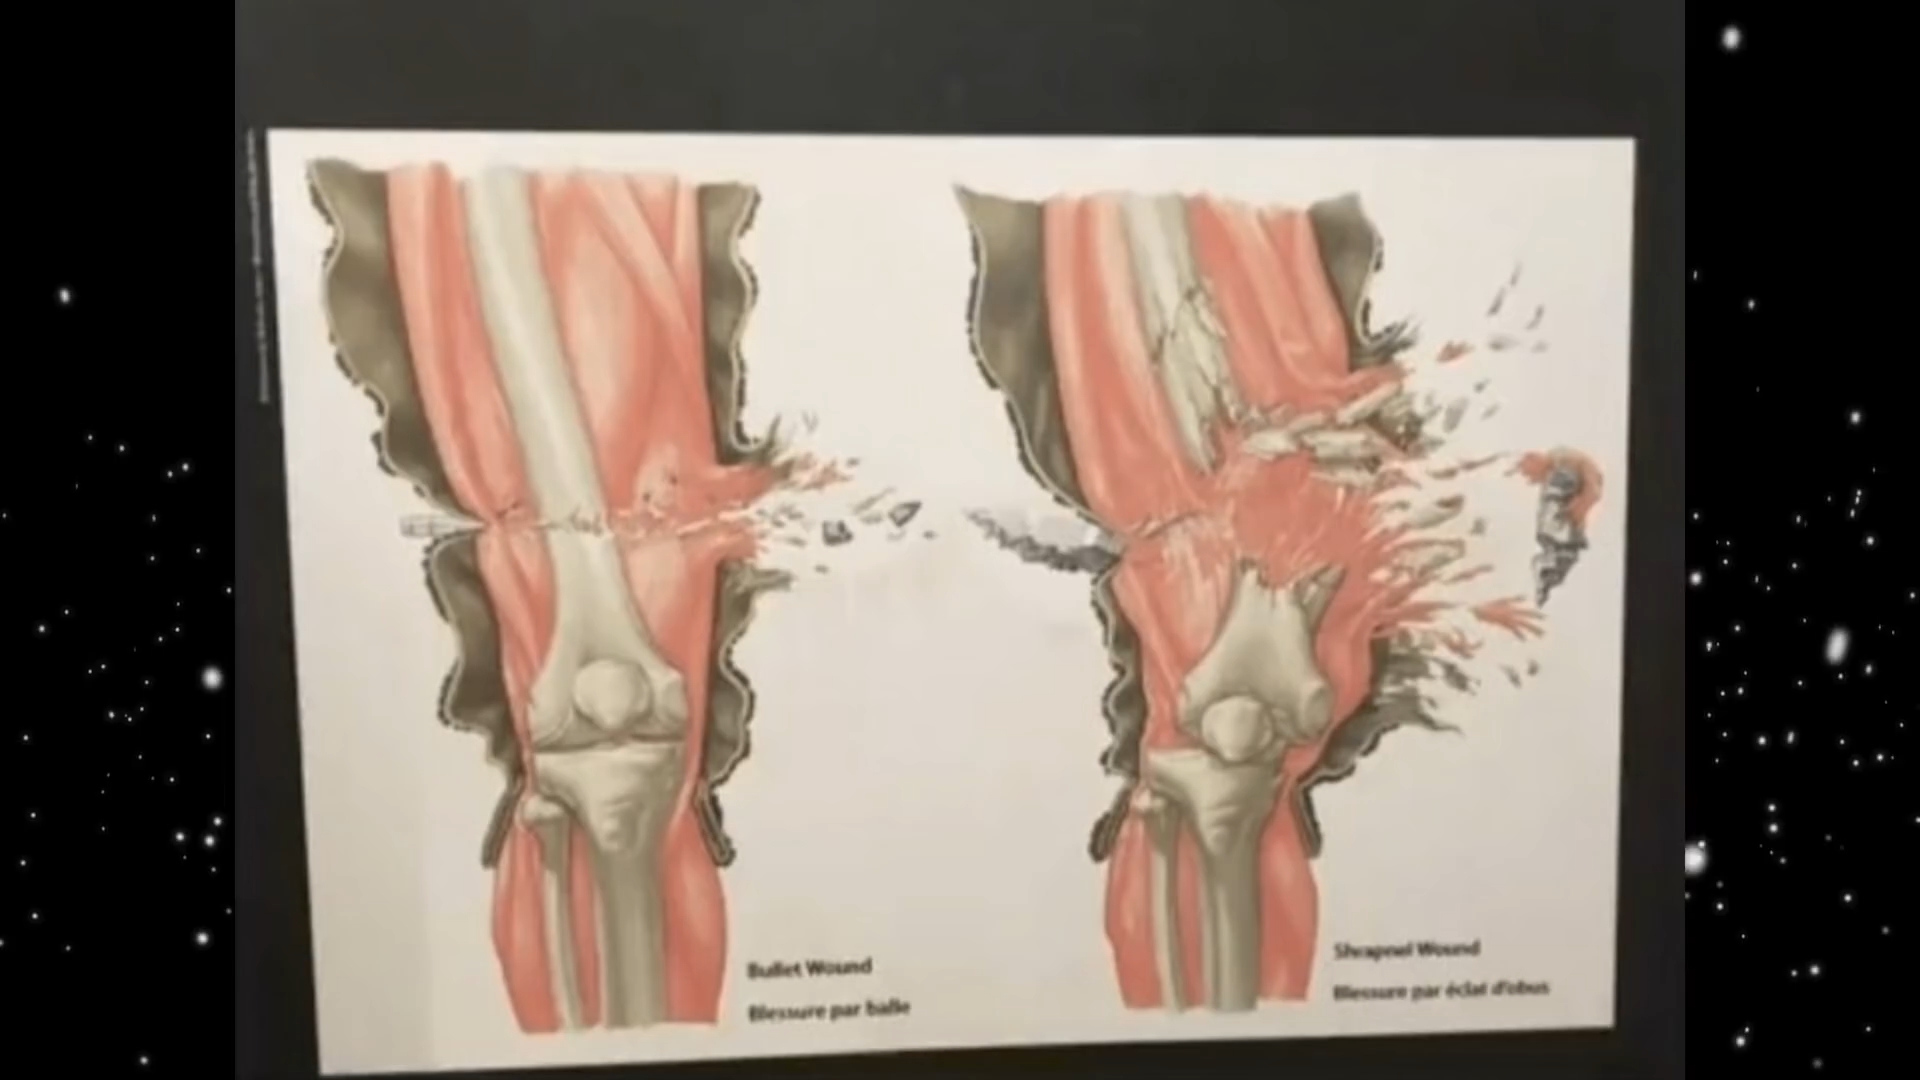 Bullet Wound
Blessure par balle
Shrapnel Wound
Blessure par éclat d'obus